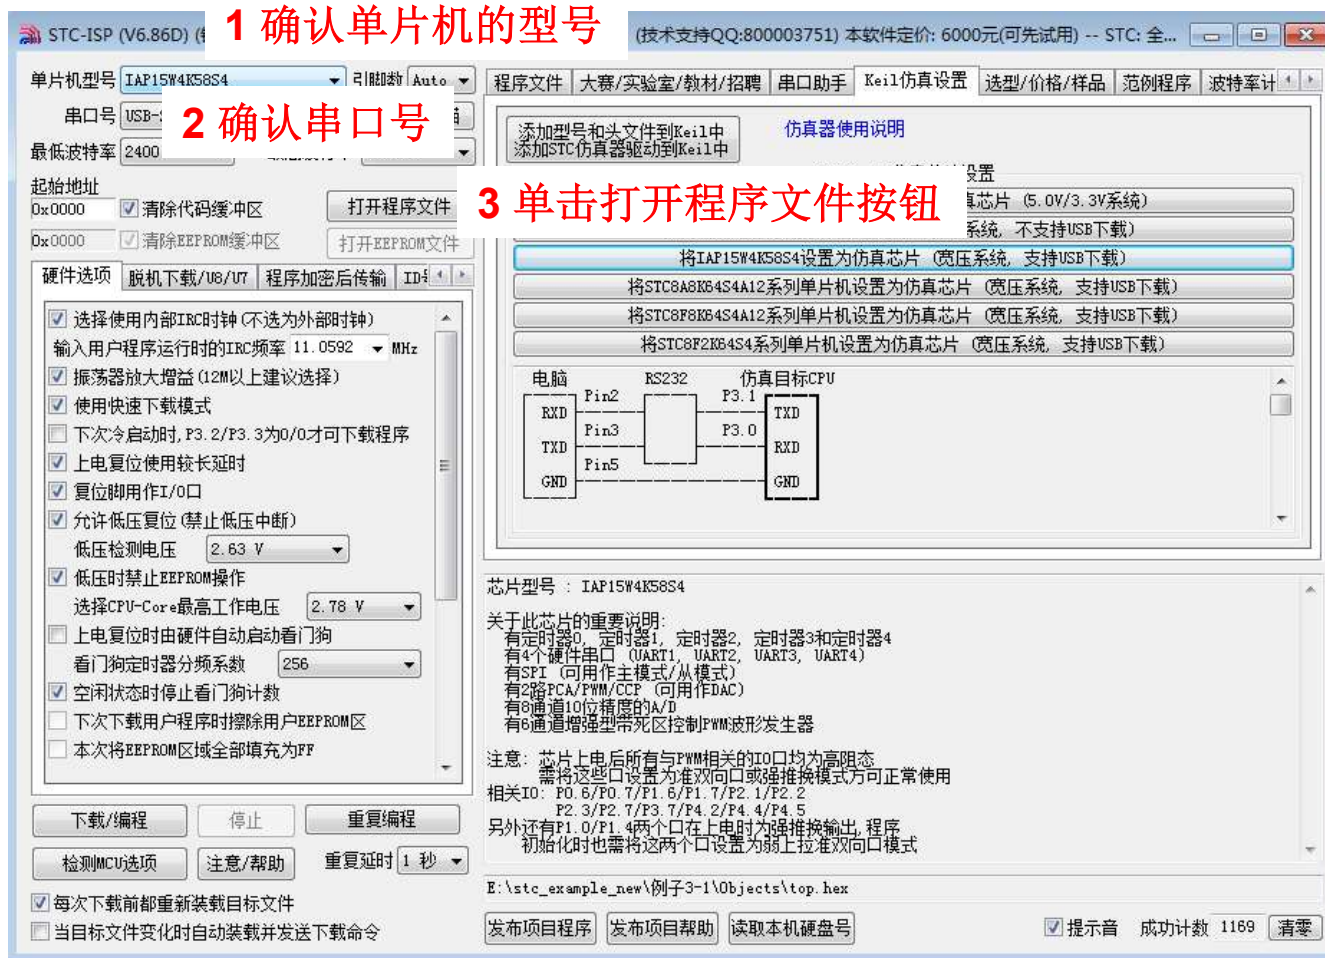 STC-ISP (V6.86D) (技术支持QQ:800003751) 本软件定价: 6000元(可先试用) -- STC: 全...
1 确认单片机的型号
单片机型号 IAP15W4K58S4 引脚数 Auto
串口号 USB-
2 确认串口号
最低波特率 2400
起始地址
0x0000 清除代码缓冲区 打开程序文件
3 单击打开程序文件按钮
0x0000 清除EEPROM缓冲区 打开EEPROM文件
硬件选项 脱机下载/U8/U7 程序加密后传输 ID
选择使用内部IRC时钟(不选为外部时钟)
输入用户程序运行时的IRC频率 11.0592 MHz
振荡器放大增益(12M以上建议选择)
使用快速下载模式
下次冷启动时,P3.2/P3.3为0/0才可下载程序
上电复位使用较长延时
复位脚用作I/O口
允许低压复位(禁止低压中断)
低压检测电压 2.63 V
低压时禁止EEPROM操作
选择CPU-Core最高工作电压 2.78 V
上电复位时由硬件自动启动看门狗
看门狗定时器分频系数 256
空闲状态时停止看门狗计数
下次下载用户程序时擦除用户EEPROM区
本次将EEPROM区域全部填充为FF
下载/编程 停止 重复编程
检测MCU选项 注意/帮助 重复延时 1 秒
每次下载前都重新装载目标文件
当目标文件变化时自动装载并发送下载命令
程序文件 大赛/实验室/教材/招聘 串口助手 Keil仿真设置 选型/价格/样品 范例程序 波特率计
添加型号和头文件到Keil中
添加STC仿真器驱动到Keil中
仿真器使用说明
设置
真芯片 (5.0V/3.3V系统)
系统, 不支持USB下载)
将IAP15W4K58S4设置为仿真芯片 (宽压系统, 支持USB下载)
将STC8A8K64S4A12系列单片机设置为仿真芯片 (宽压系统, 支持USB下载)
将STC8F8K64S4A12系列单片机设置为仿真芯片 (宽压系统, 支持USB下载)
将STC8F2K64S4系列单片机设置为仿真芯片 (宽压系统, 支持USB下载)
电脑 RS232 仿真目标CPU
Pin2 P3.1
RXD TXD
Pin3 P3.0
TXD RXD
Pin5
GND GND
芯片型号 : IAP15W4K58S4
关于此芯片的重要说明:
有定时器0, 定时器1, 定时器2, 定时器3和定时器4
有4个硬件串口 (UART1, UART2, UART3, UART4)
有SPI (可用作主模式/从模式)
有2路PCA/PWM/CCP (可用作DAC)
有8通道10位精度的A/D
有6通道增强型带死区控制PWM波形发生器
注意: 芯片上电后所有与PWM相关的IO口均为高阻态
需将这些口设置为准双向口或强推挽模式方可正常使用
相关IO: P0.6/P0.7/P1.6/P1.7/P2.1/P2.2
P2.3/P2.7/P3.7/P4.2/P4.4/P4.5
另外还有P1.0/P1.4两个口在上电时为强推挽输出,程序
初始化时也需将这两个口设置为弱上拉准双向口模式
E:\stc_example_new\例子3-1\Objects\top.hex
发布项目程序 发布项目帮助 读取本机硬盘号 提示音 成功计数 1169 清零